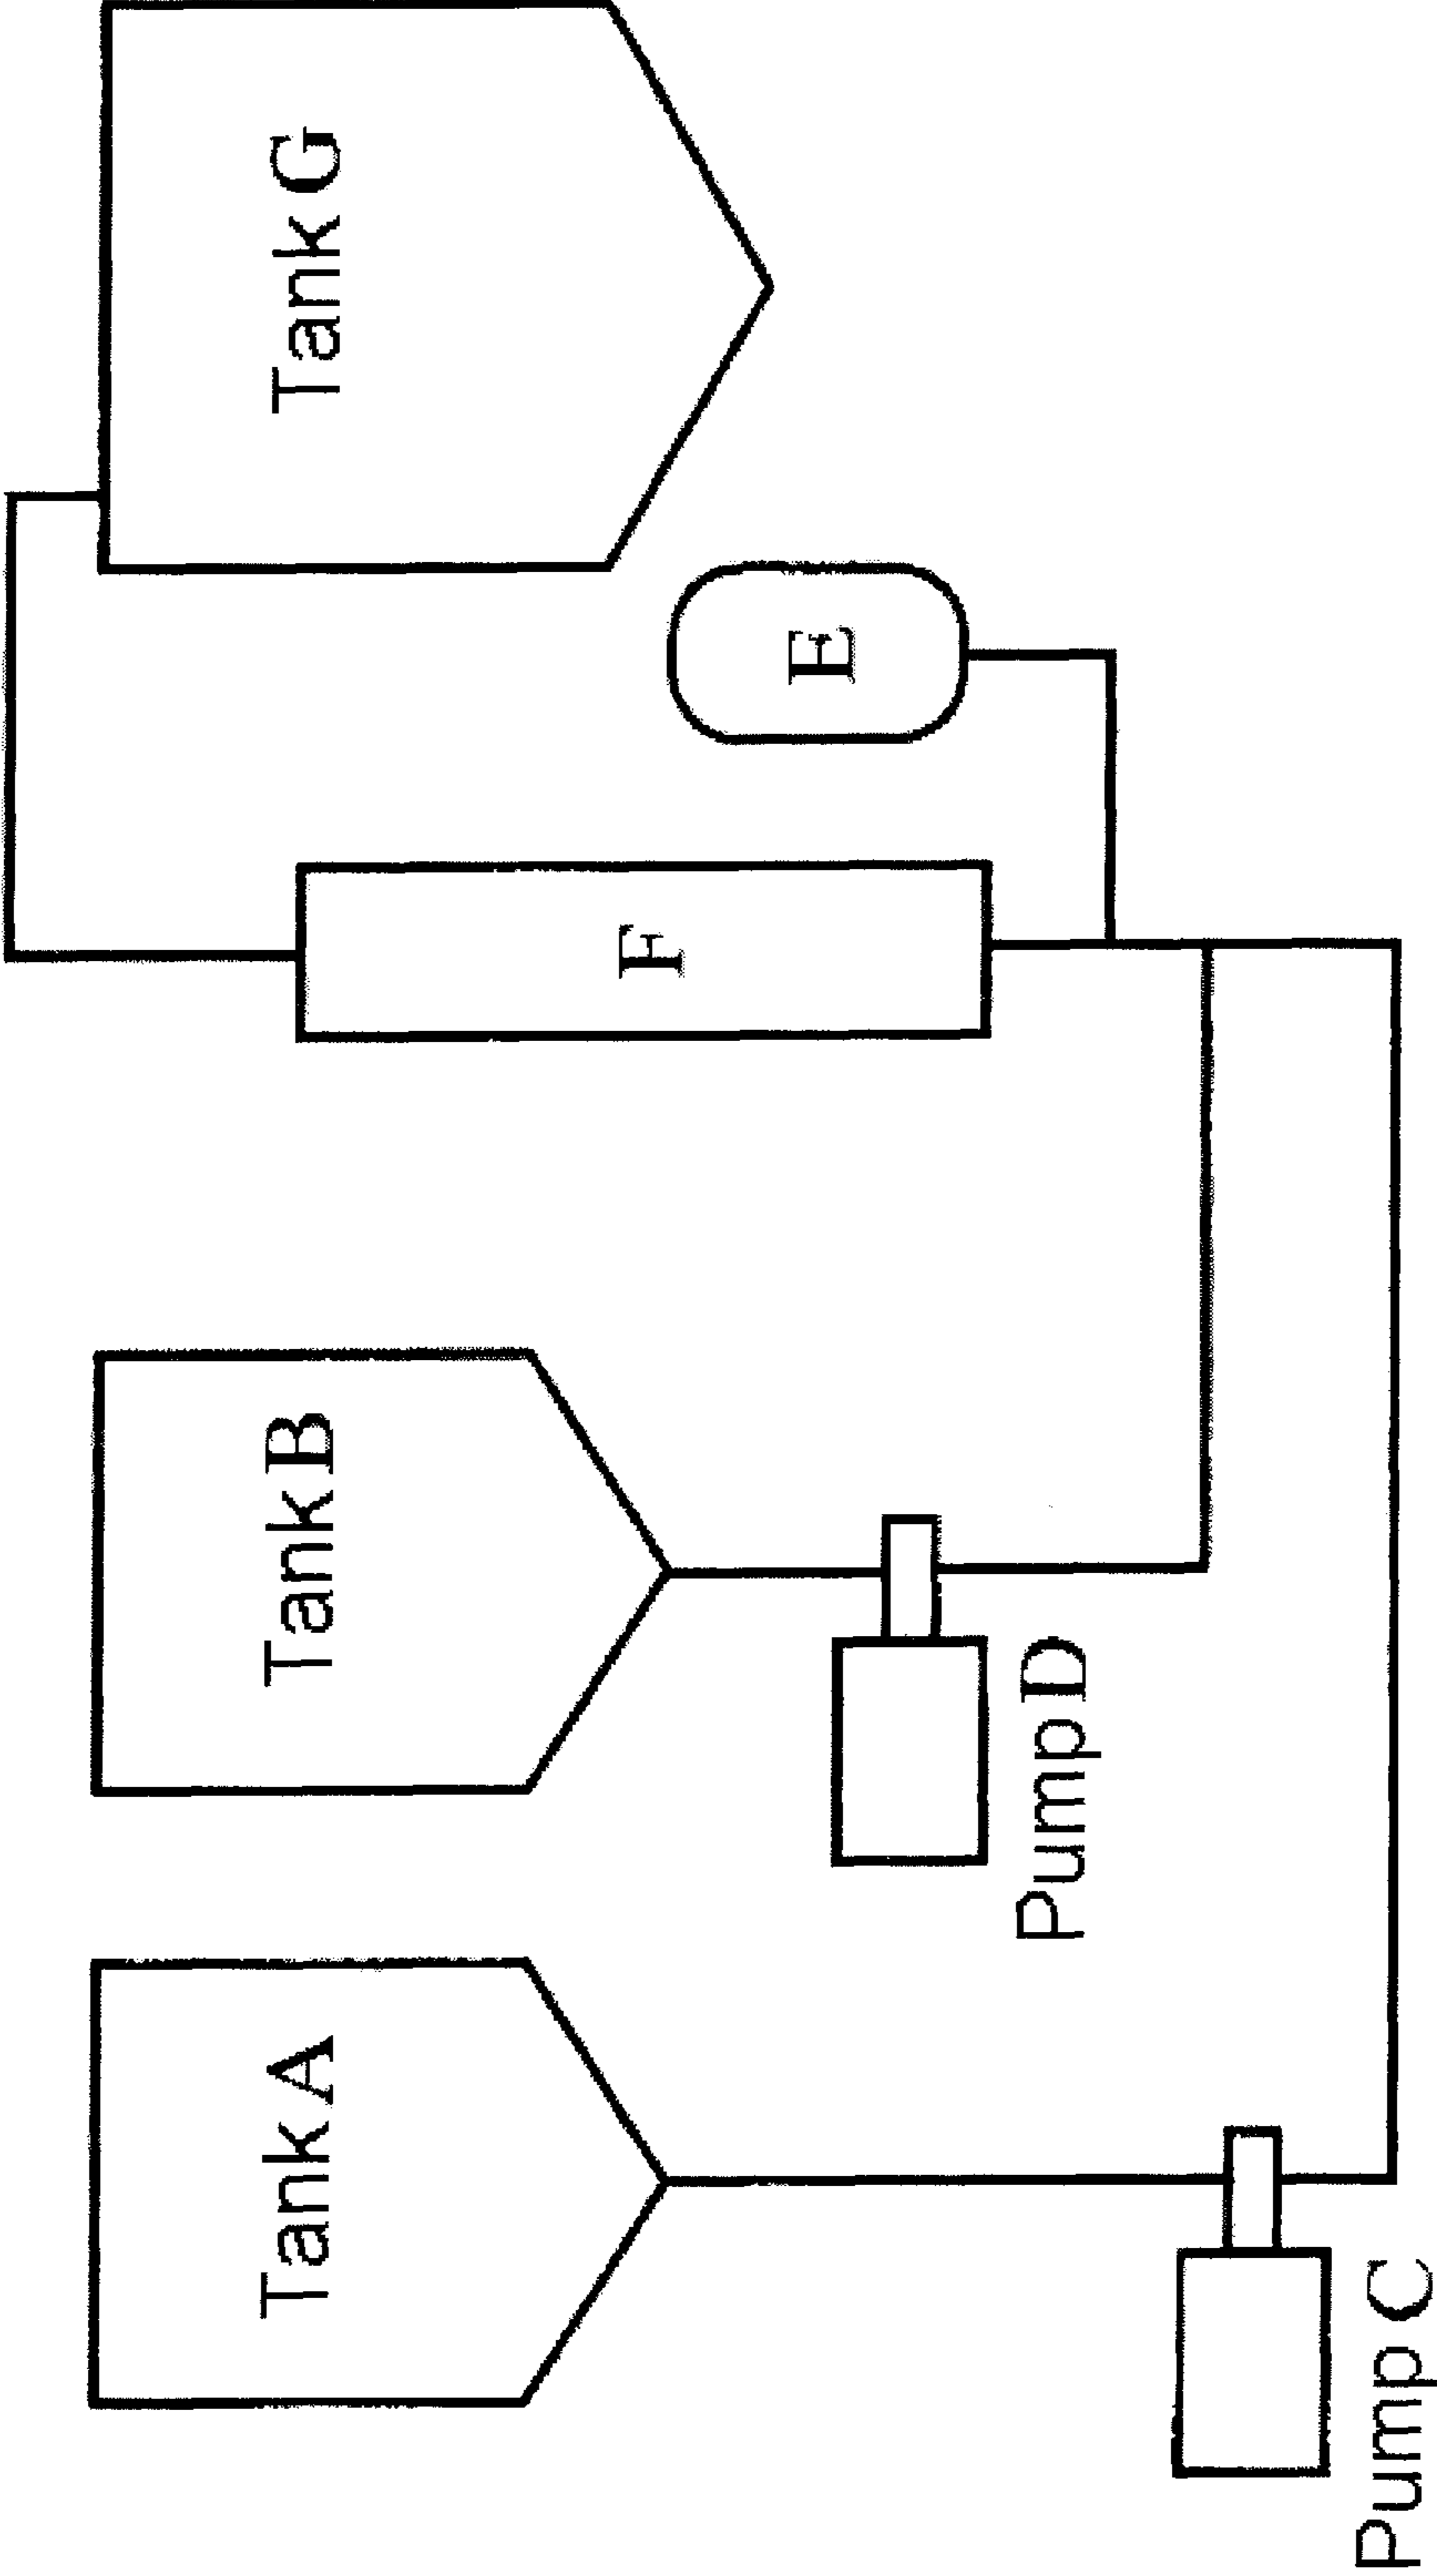 Tank A
Tank B
Tank G
F
E
Pump D
Pump C